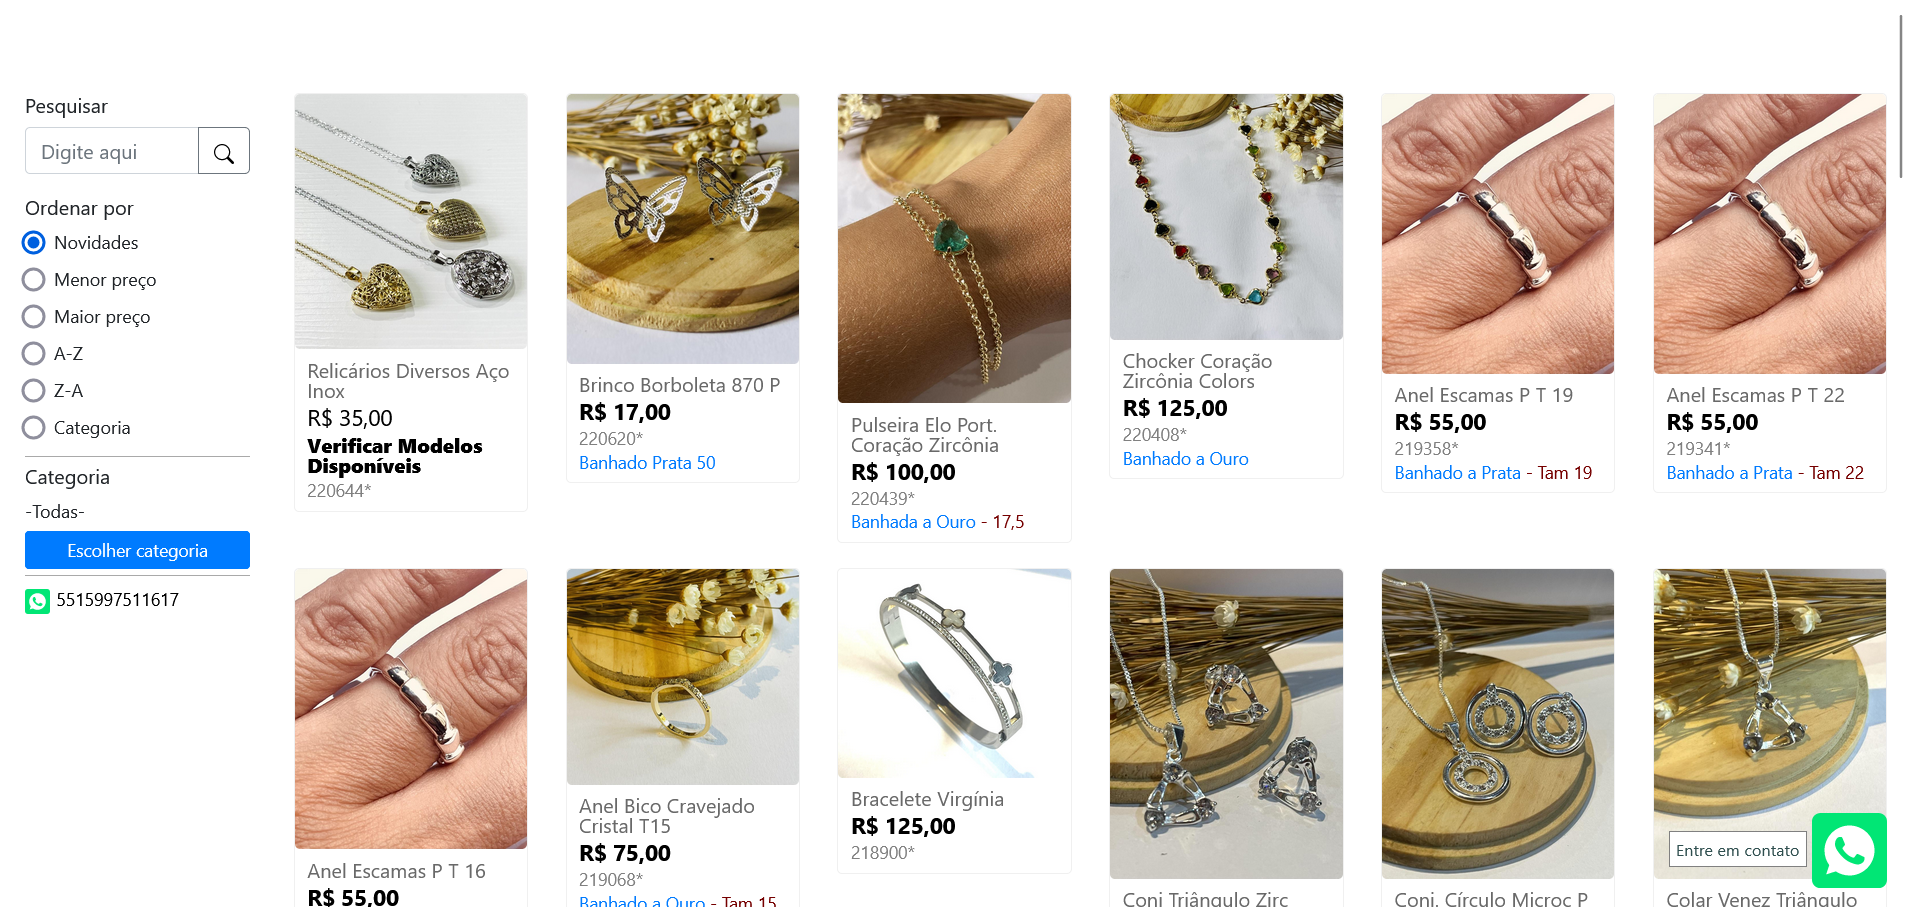 Pesquisar
Digite aqui
Ordenar por
Novidades
Menor preço
Maior preço
A-Z
Z-A
Categoria
Categoria
-Todas-
Escolher categoria
5515997511617
Relicários Diversos Aço
Inox
R$ 35,00
Verificar Modelos
Disponíveis
220644*
Brinco Borboleta 870 P
R$ 17,00
220620*
Banhado Prata 50
Pulseira Elo Port.
Coração Zircônia
R$ 100,00
220439*
Banhada a Ouro - 17,5
Chocker Coração
Zircônia Colors
R$ 125,00
220408*
Banhado a Ouro
Anel Escamas P T 19
R$ 55,00
219358*
Banhado a Prata - Tam 19
Anel Escamas P T 22
R$ 55,00
219341*
Banhado a Prata - Tam 22
Anel Escamas P T 16
R$ 55,00
Anel Bico Cravejado
Cristal T15
R$ 75,00
219068*
Banhado a Ouro - Tam 15
Bracelete Virgínia
R$ 125,00
218900*
Conj Triângulo Zirc
Conj. Círculo Microc P
Colar Venez Triângulo
Entre em contato